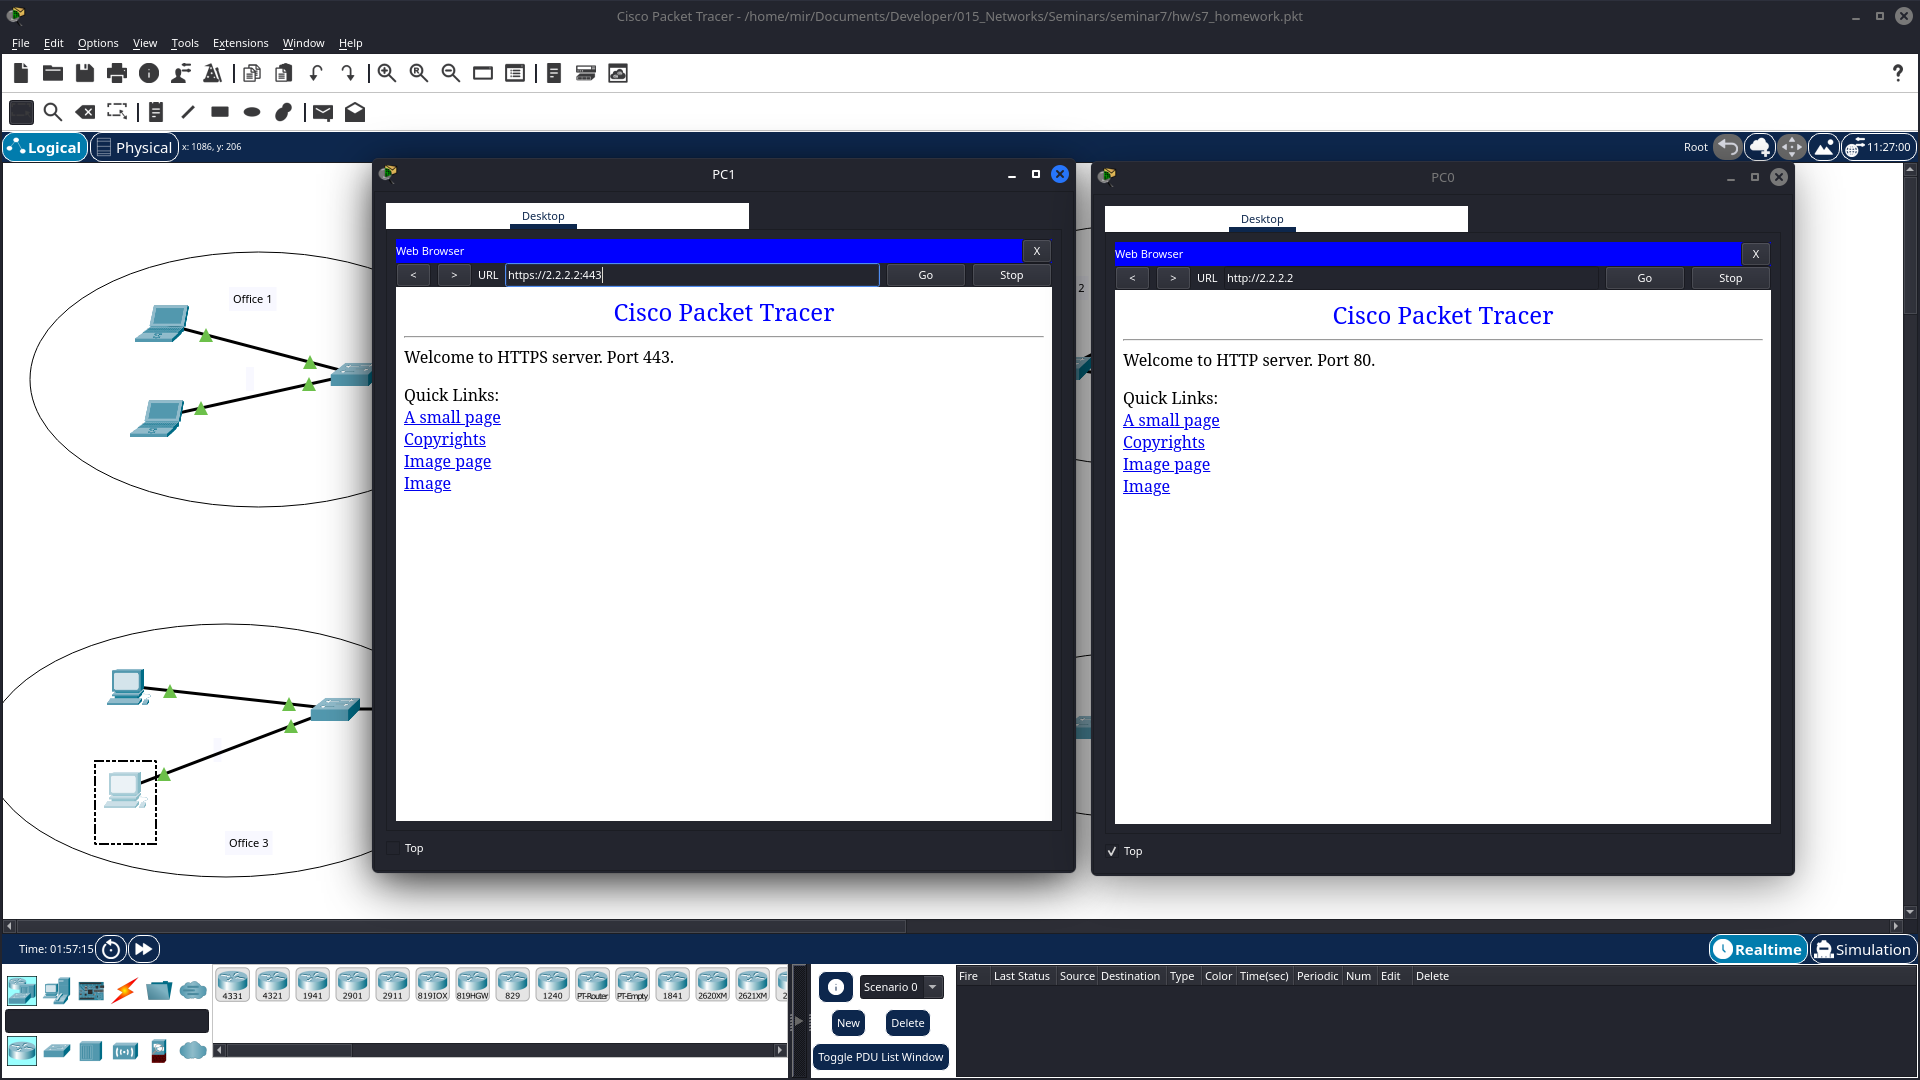 Cisco Packet Tracer - /home/mir/Documents/Developer/015_Networks/Seminars/seminar7/hw/s7_homework.pkt
File Edit Options View Tools Extensions Window Help
Logical Physical x: 1086, y: 206 Root 11:27:00
PC1
Desktop
Web Browser X
< > URL https://2.2.2.2:443 Go Stop
Cisco Packet Tracer
Welcome to HTTPS server. Port 443.
Quick Links:
A small page
Copyrights
Image page
Image
Top
PC0
Desktop
Web Browser X
< > URL http://2.2.2.2 Go Stop
Cisco Packet Tracer
Welcome to HTTP server. Port 80.
Quick Links:
A small page
Copyrights
Image page
Image
Top
Office 1
2
Office 3
Time: 01:57:15 Realtime Simulation
4331 4321 1941 2901 2911 819IOX 819HGW 829 1240 PT-Router PT-Empty 1841 2620XM 2621XM 2
Scenario 0
New Delete
Toggle PDU List Window
Fire Last Status Source Destination Type Color Time(sec) Periodic Num Edit Delete